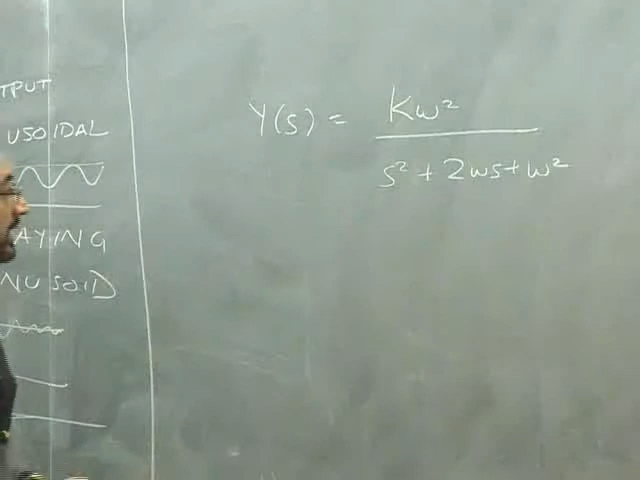 TPUT
USOIDAL
AYING
NUSOID
Y(s) = Kω²
s² + 2ωs + ω²